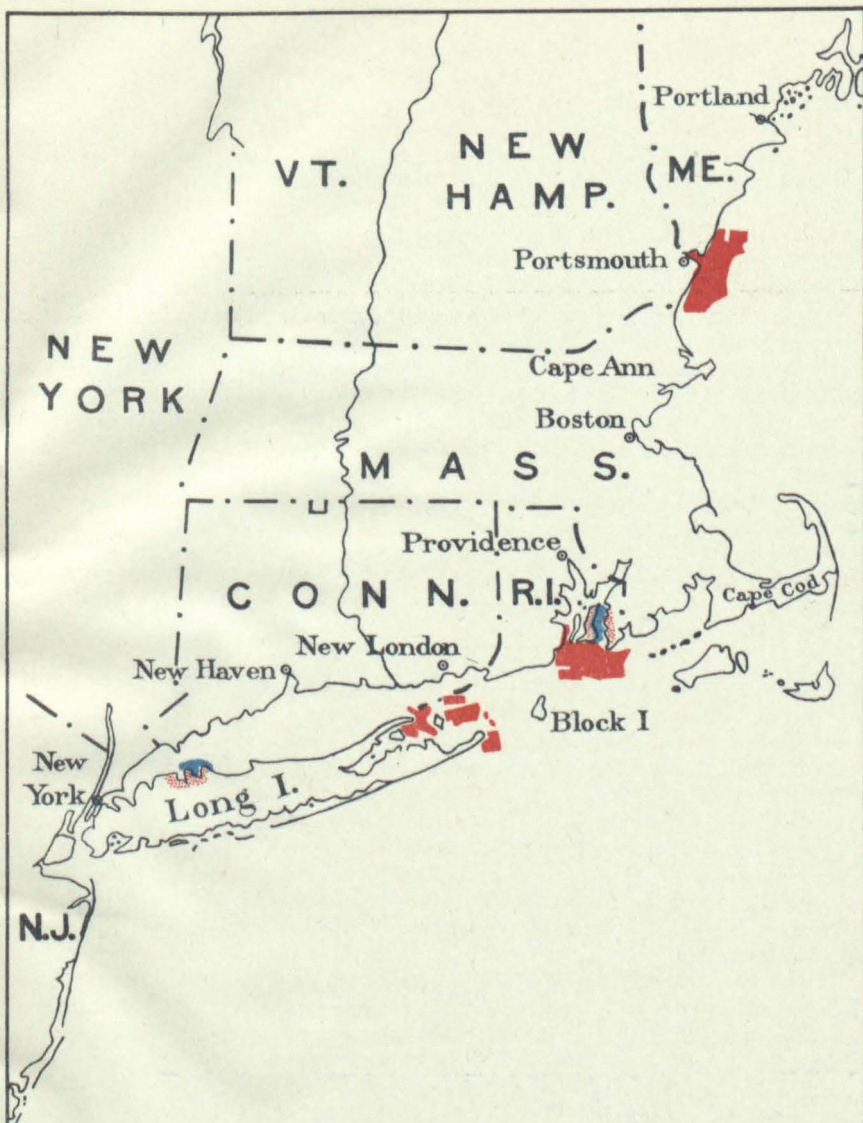 Portland
NEW
HAMP.
VT.
ME.
Portsmouth
NEW
YORK
Cape Ann
Boston
MASS.
Providence
CONN.
R.I.
Cape Cod
New London
New Haven
Block I
New
York
Long I.
N.J.